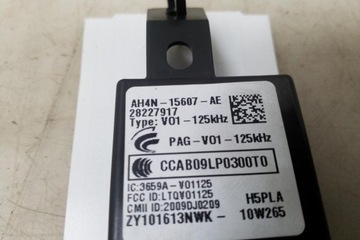 AH4N-15607-AE
28227917
Type: V01-125kHz
PAG-V01-125kHz
CCAB09LP0300T0
IC:3659A-V01125
FCC ID:LTQV01125
CMII ID:2009DJ0209
H5PLA
ZY101613NWK- 10W265